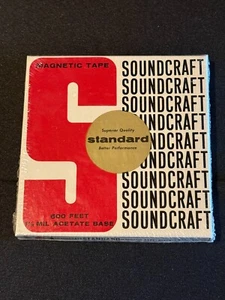 MAGNETIC TAPE
SOUNDCRAFT
SOUNDCRAFT
SOUNDCRAFT
SOUNDCRAFT
SOUNDCRAFT
SOUNDCRAFT
SOUNDCRAFT
SOUNDCRAFT
SOUNDCRAFT
SOUNDCRAFT
Superior Quality
standard
Better Performance
600 FEET
MIL ACETATE BASE